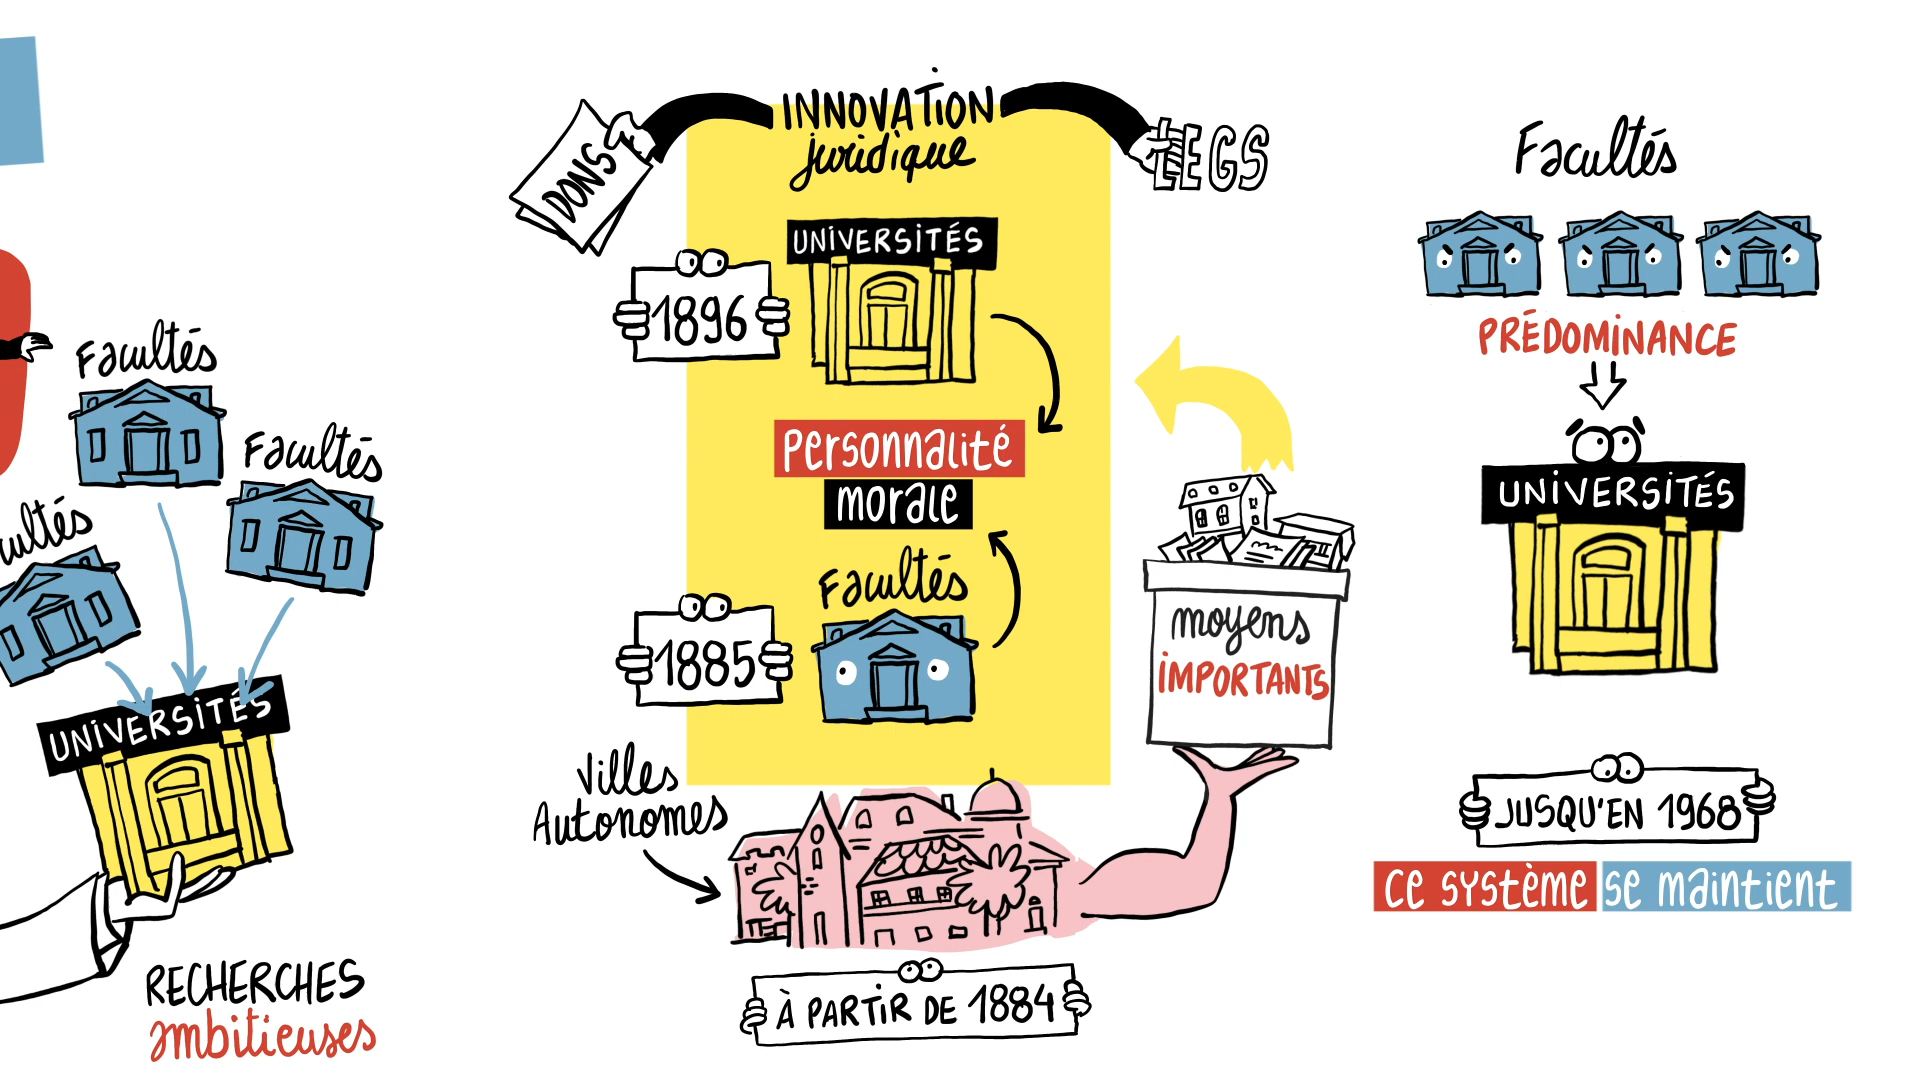 Facultés
Facultés
cultés
UNIVERSITÉS
RECHERCHES
ambitieuses
INNOVATION
juridique
DONS
LEGS
UNIVERSITÉS
1896
Personnalité
morale
Facultés
1885
Villes
Autonomes
À PARTIR DE 1884
moyens
IMPORTANTS
Facultés
PRÉDOMINANCE
UNIVERSITÉS
JUSQU'EN 1968
Ce système se maintient